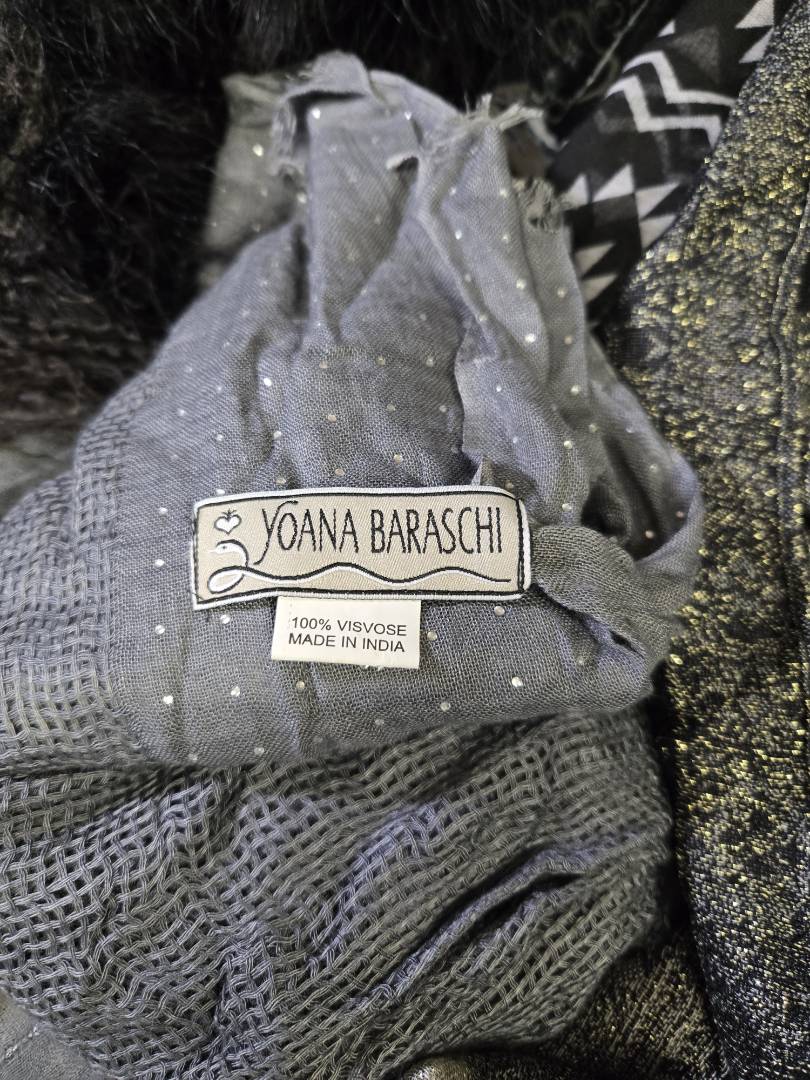 YOANA BARASCHI
100% VISVOSE
MADE IN INDIA